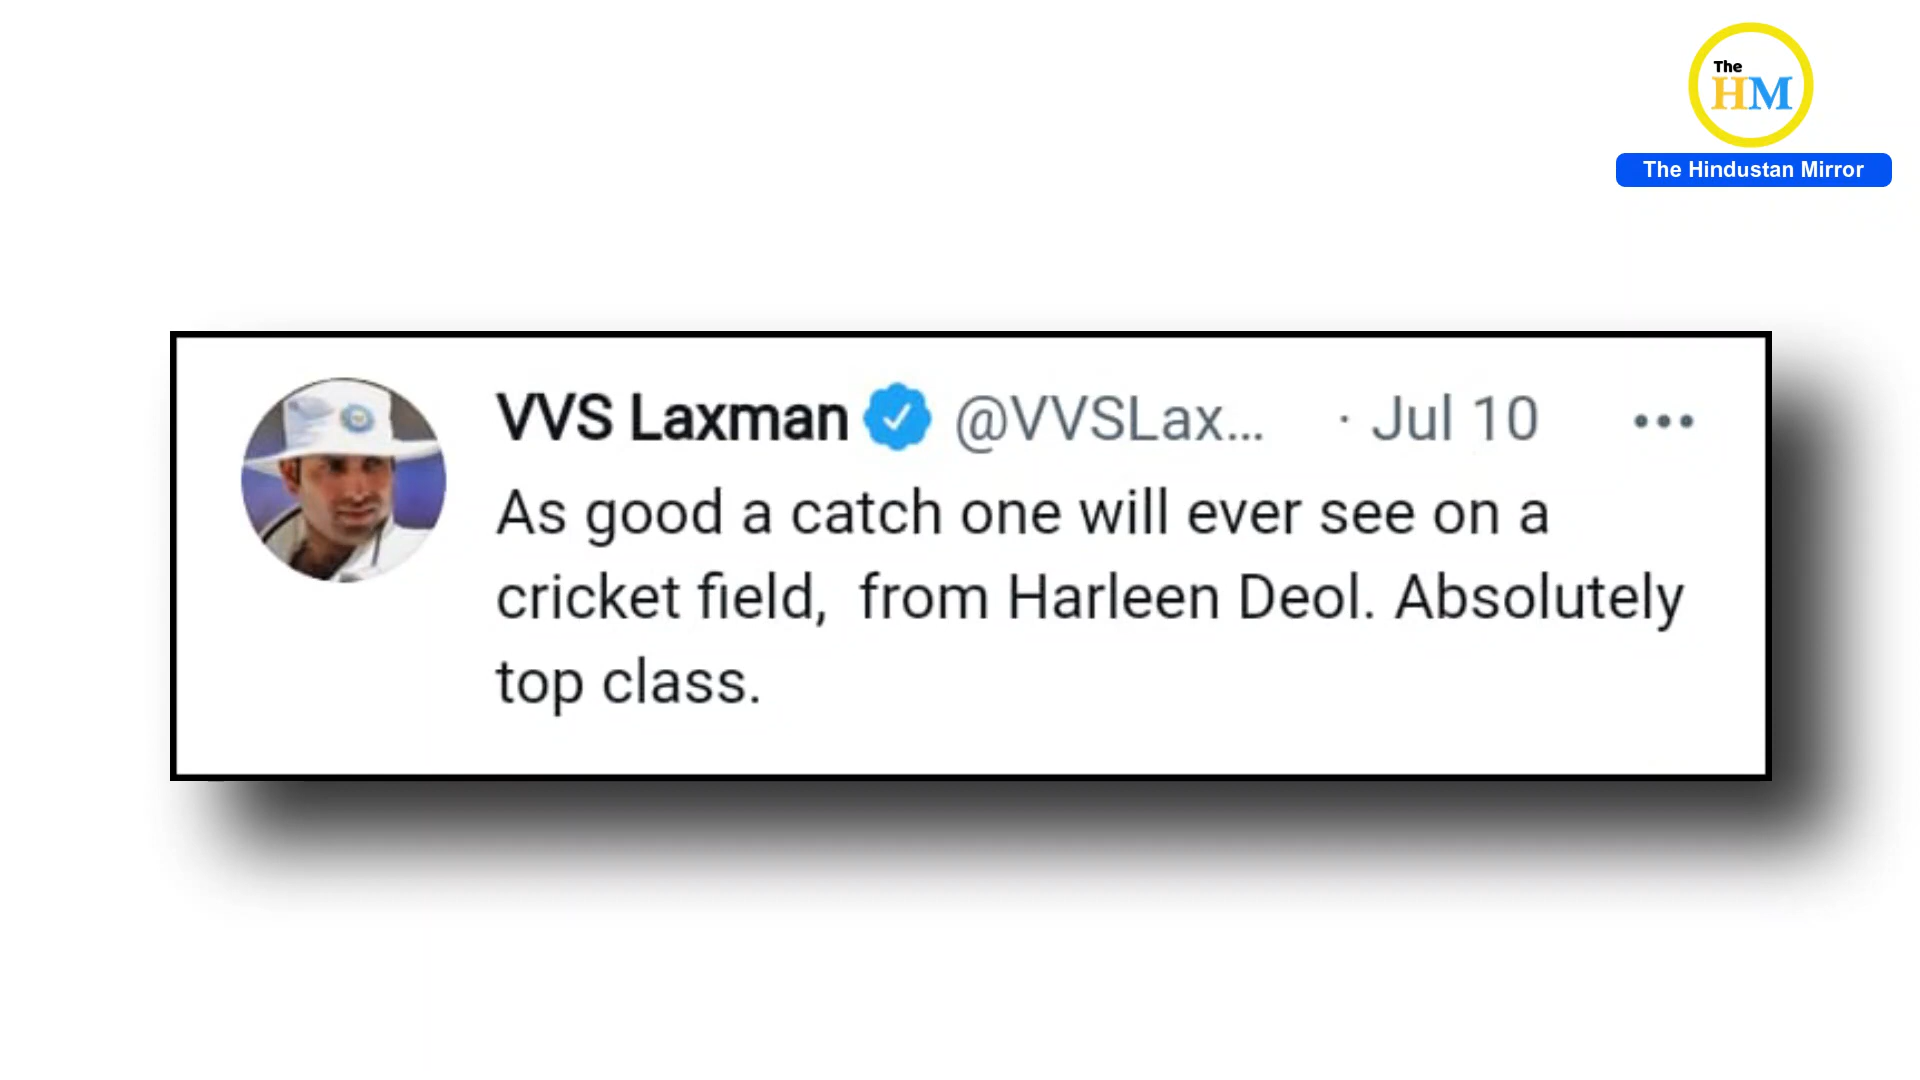 The
HM
The Hindustan Mirror
VVS Laxman @VVSLax... · Jul 10
As good a catch one will ever see on a
cricket field,  from Harleen Deol. Absolutely
top class.